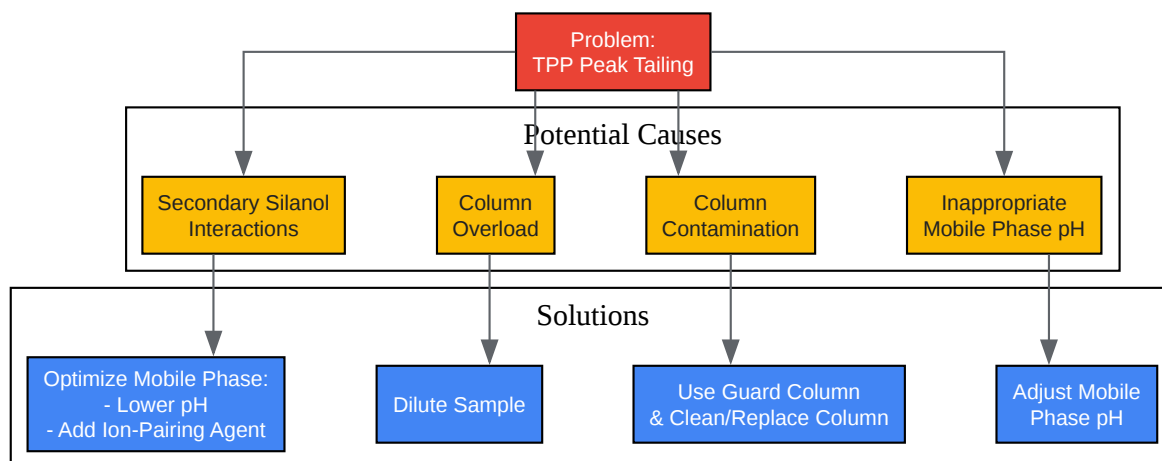 Problem:
TPP Peak Tailing
Potential Causes
Secondary Silanol
Interactions
Column
Overload
Column
Contamination
Inappropriate
Mobile Phase pH
Solutions
Optimize Mobile Phase:
- Lower pH
- Add Ion-Pairing Agent
Dilute Sample
Use Guard Column
& Clean/Replace Column
Adjust Mobile
Phase pH